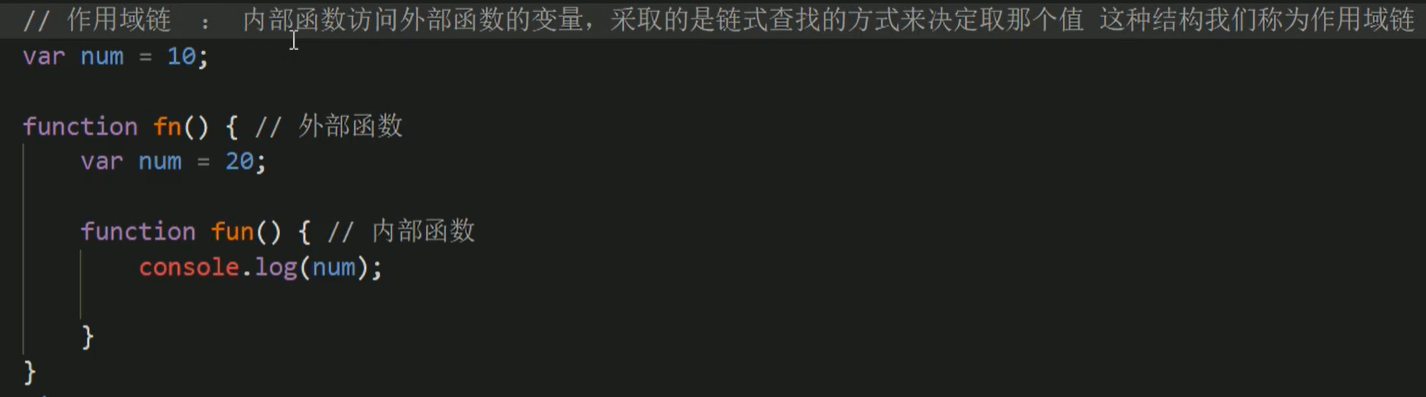 // 作用域链 ： 内部函数访问外部函数的变量，采取的是链式查找的方式来决定取那个值 这种结构我们称为作用域链
var num = 10;
function fn() { // 外部函数
var num = 20;
function fun() { // 内部函数
console.log(num);
}
}